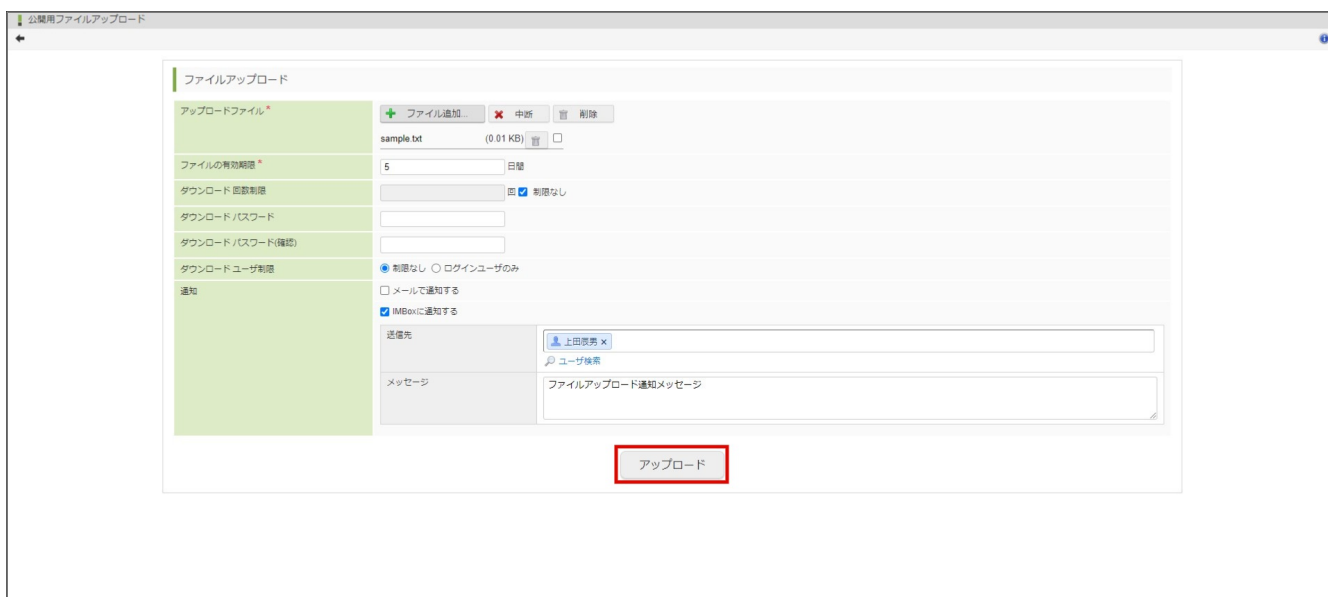 公開用ファイルアップロード
ファイルアップロード
アップロードファイル*
ファイル追加... 中断 削除
sample.txt (0.01 KB)
ファイルの有効期限* 5 日間
ダウンロード回数制限 回 制限なし
ダウンロードパスワード
ダウンロードパスワード(確認)
ダウンロードユーザ制限 制限なし ログインユーザのみ
通知 メールで通知する
IMBoxに通知する
送信先 上田辰男 ×
ユーザ検索
メッセージ ファイルアップロード通知メッセージ
アップロード